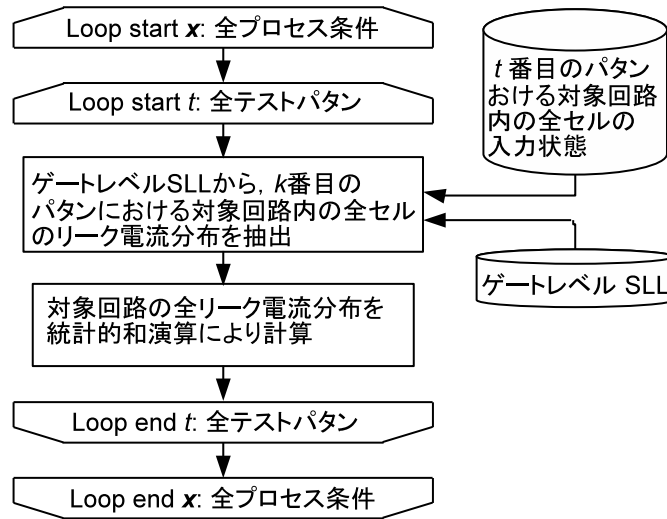 Loop start x: 全プロセス条件
Loop start t: 全テストパタン
t 番目のパタン
おける対象回路
内の全セルの
入力状態
ゲートレベルSLLから, k番目の
パタンにおける対象回路内の全セル
のリーク電流分布を抽出
ゲートレベル SLL
対象回路の全リーク電流分布を
統計的和演算により計算
Loop end t: 全テストパタン
Loop end x: 全プロセス条件